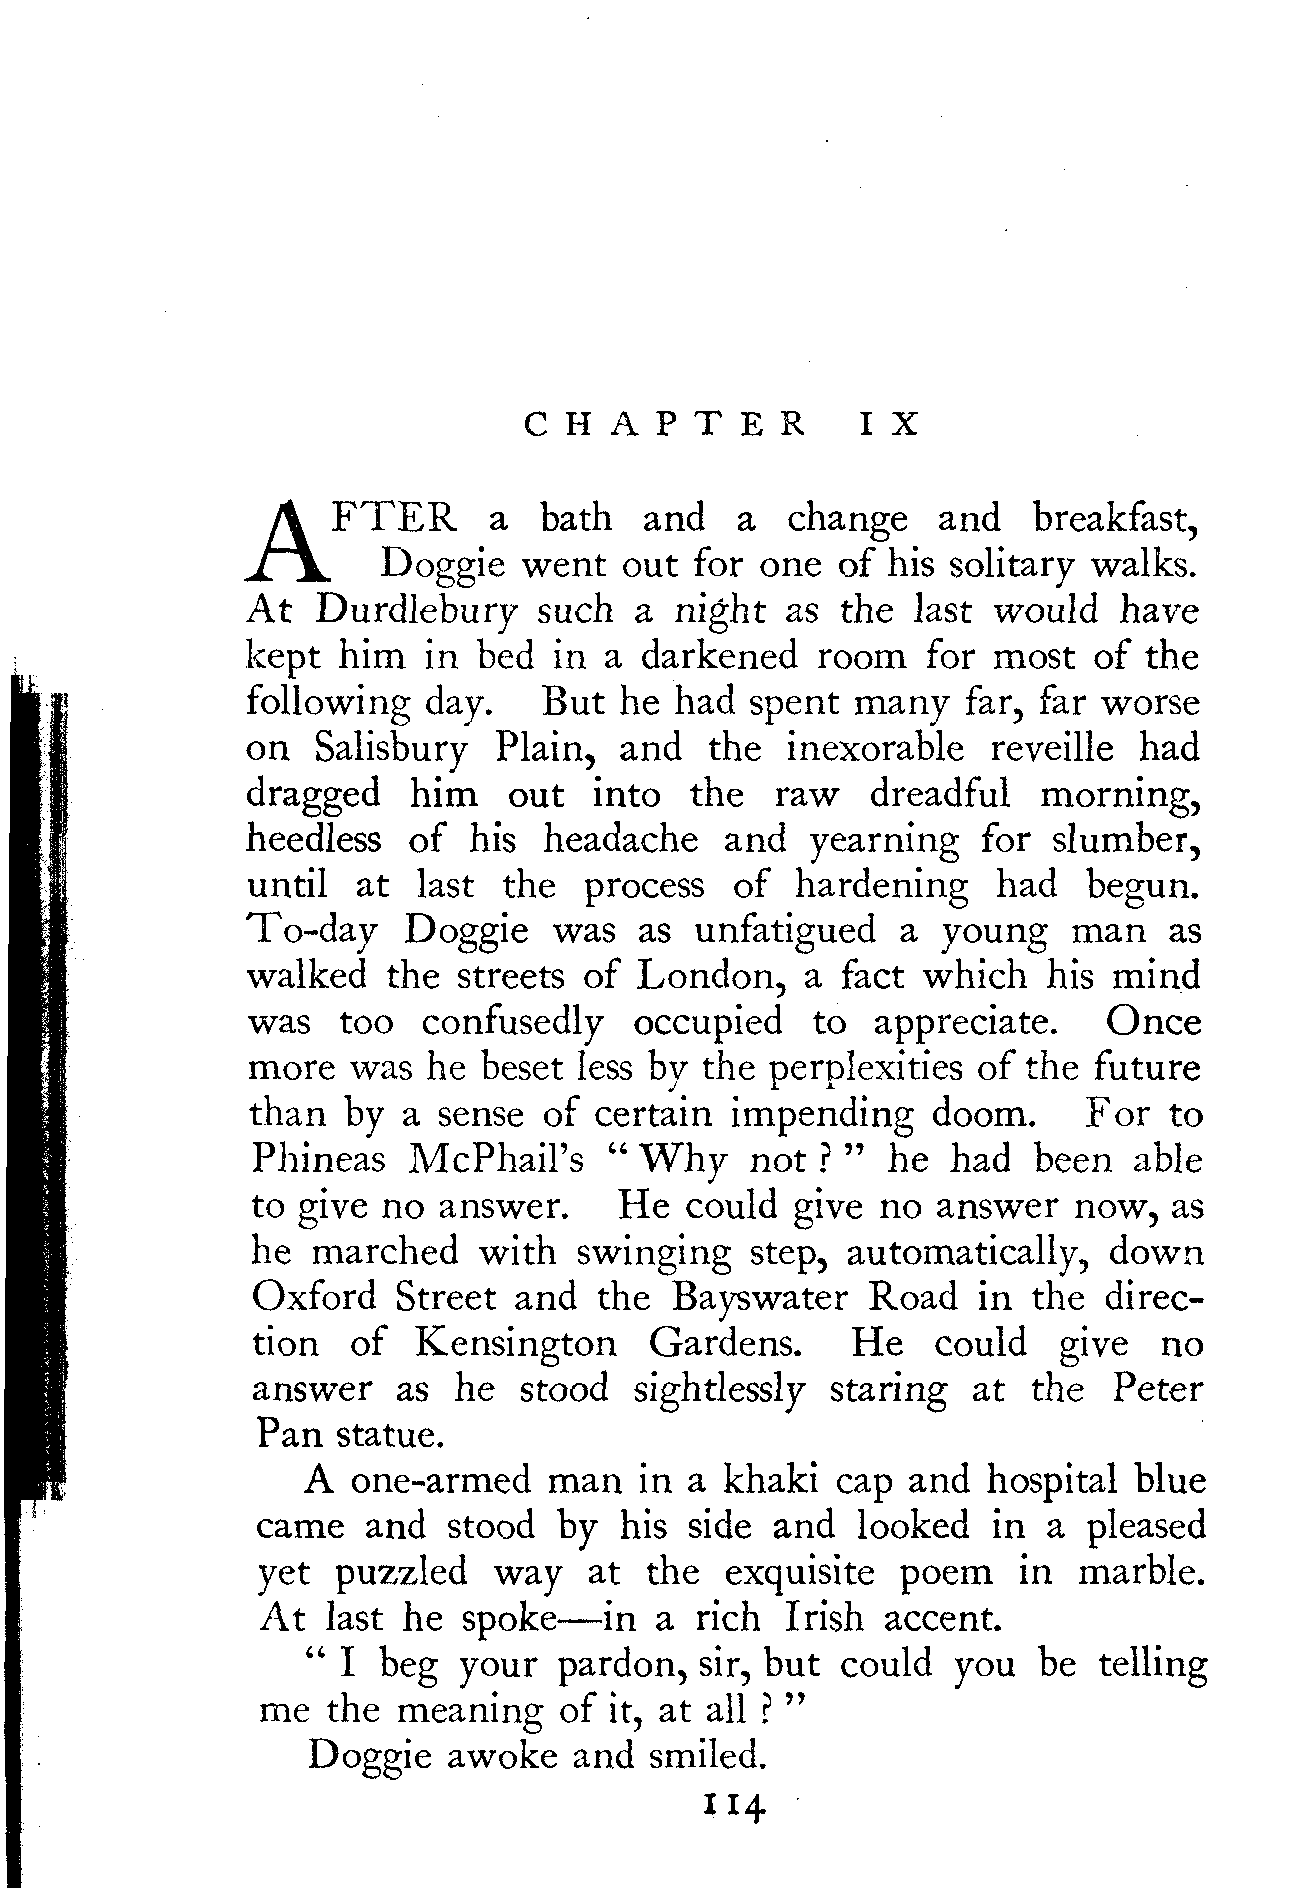 CHAPTER IX
AFTER a bath and a change and breakfast,
Doggie went out for one of his solitary walks.
At Durdlebury such a night as the last would have
kept him in bed in a darkened room for most of the
following day. But he had spent many far, far worse
on Salisbury Plain, and the inexorable reveille had
dragged him out into the raw dreadful morning,
heedless of his headache and yearning for slumber,
until at last the process of hardening had begun.
To-day Doggie was as unfatigued a young man as
walked the streets of London, a fact which his mind
was too confusedly occupied to appreciate. Once
more was he beset less by the perplexities of the future
than by a sense of certain impending doom. For to
Phineas McPhail's “ Why not ? ” he had been able
to give no answer. He could give no answer now, as
he marched with swinging step, automatically, down
Oxford Street and the Bayswater Road in the direc-
tion of Kensington Gardens. He could give no
answer as he stood sightlessly staring at the Peter
Pan statue.
A one-armed man in a khaki cap and hospital blue
came and stood by his side and looked in a pleased
yet puzzled way at the exquisite poem in marble.
At last he spoke—in a rich Irish accent.
“ I beg your pardon, sir, but could you be telling
me the meaning of it, at all ? ”
Doggie awoke and smiled.
114